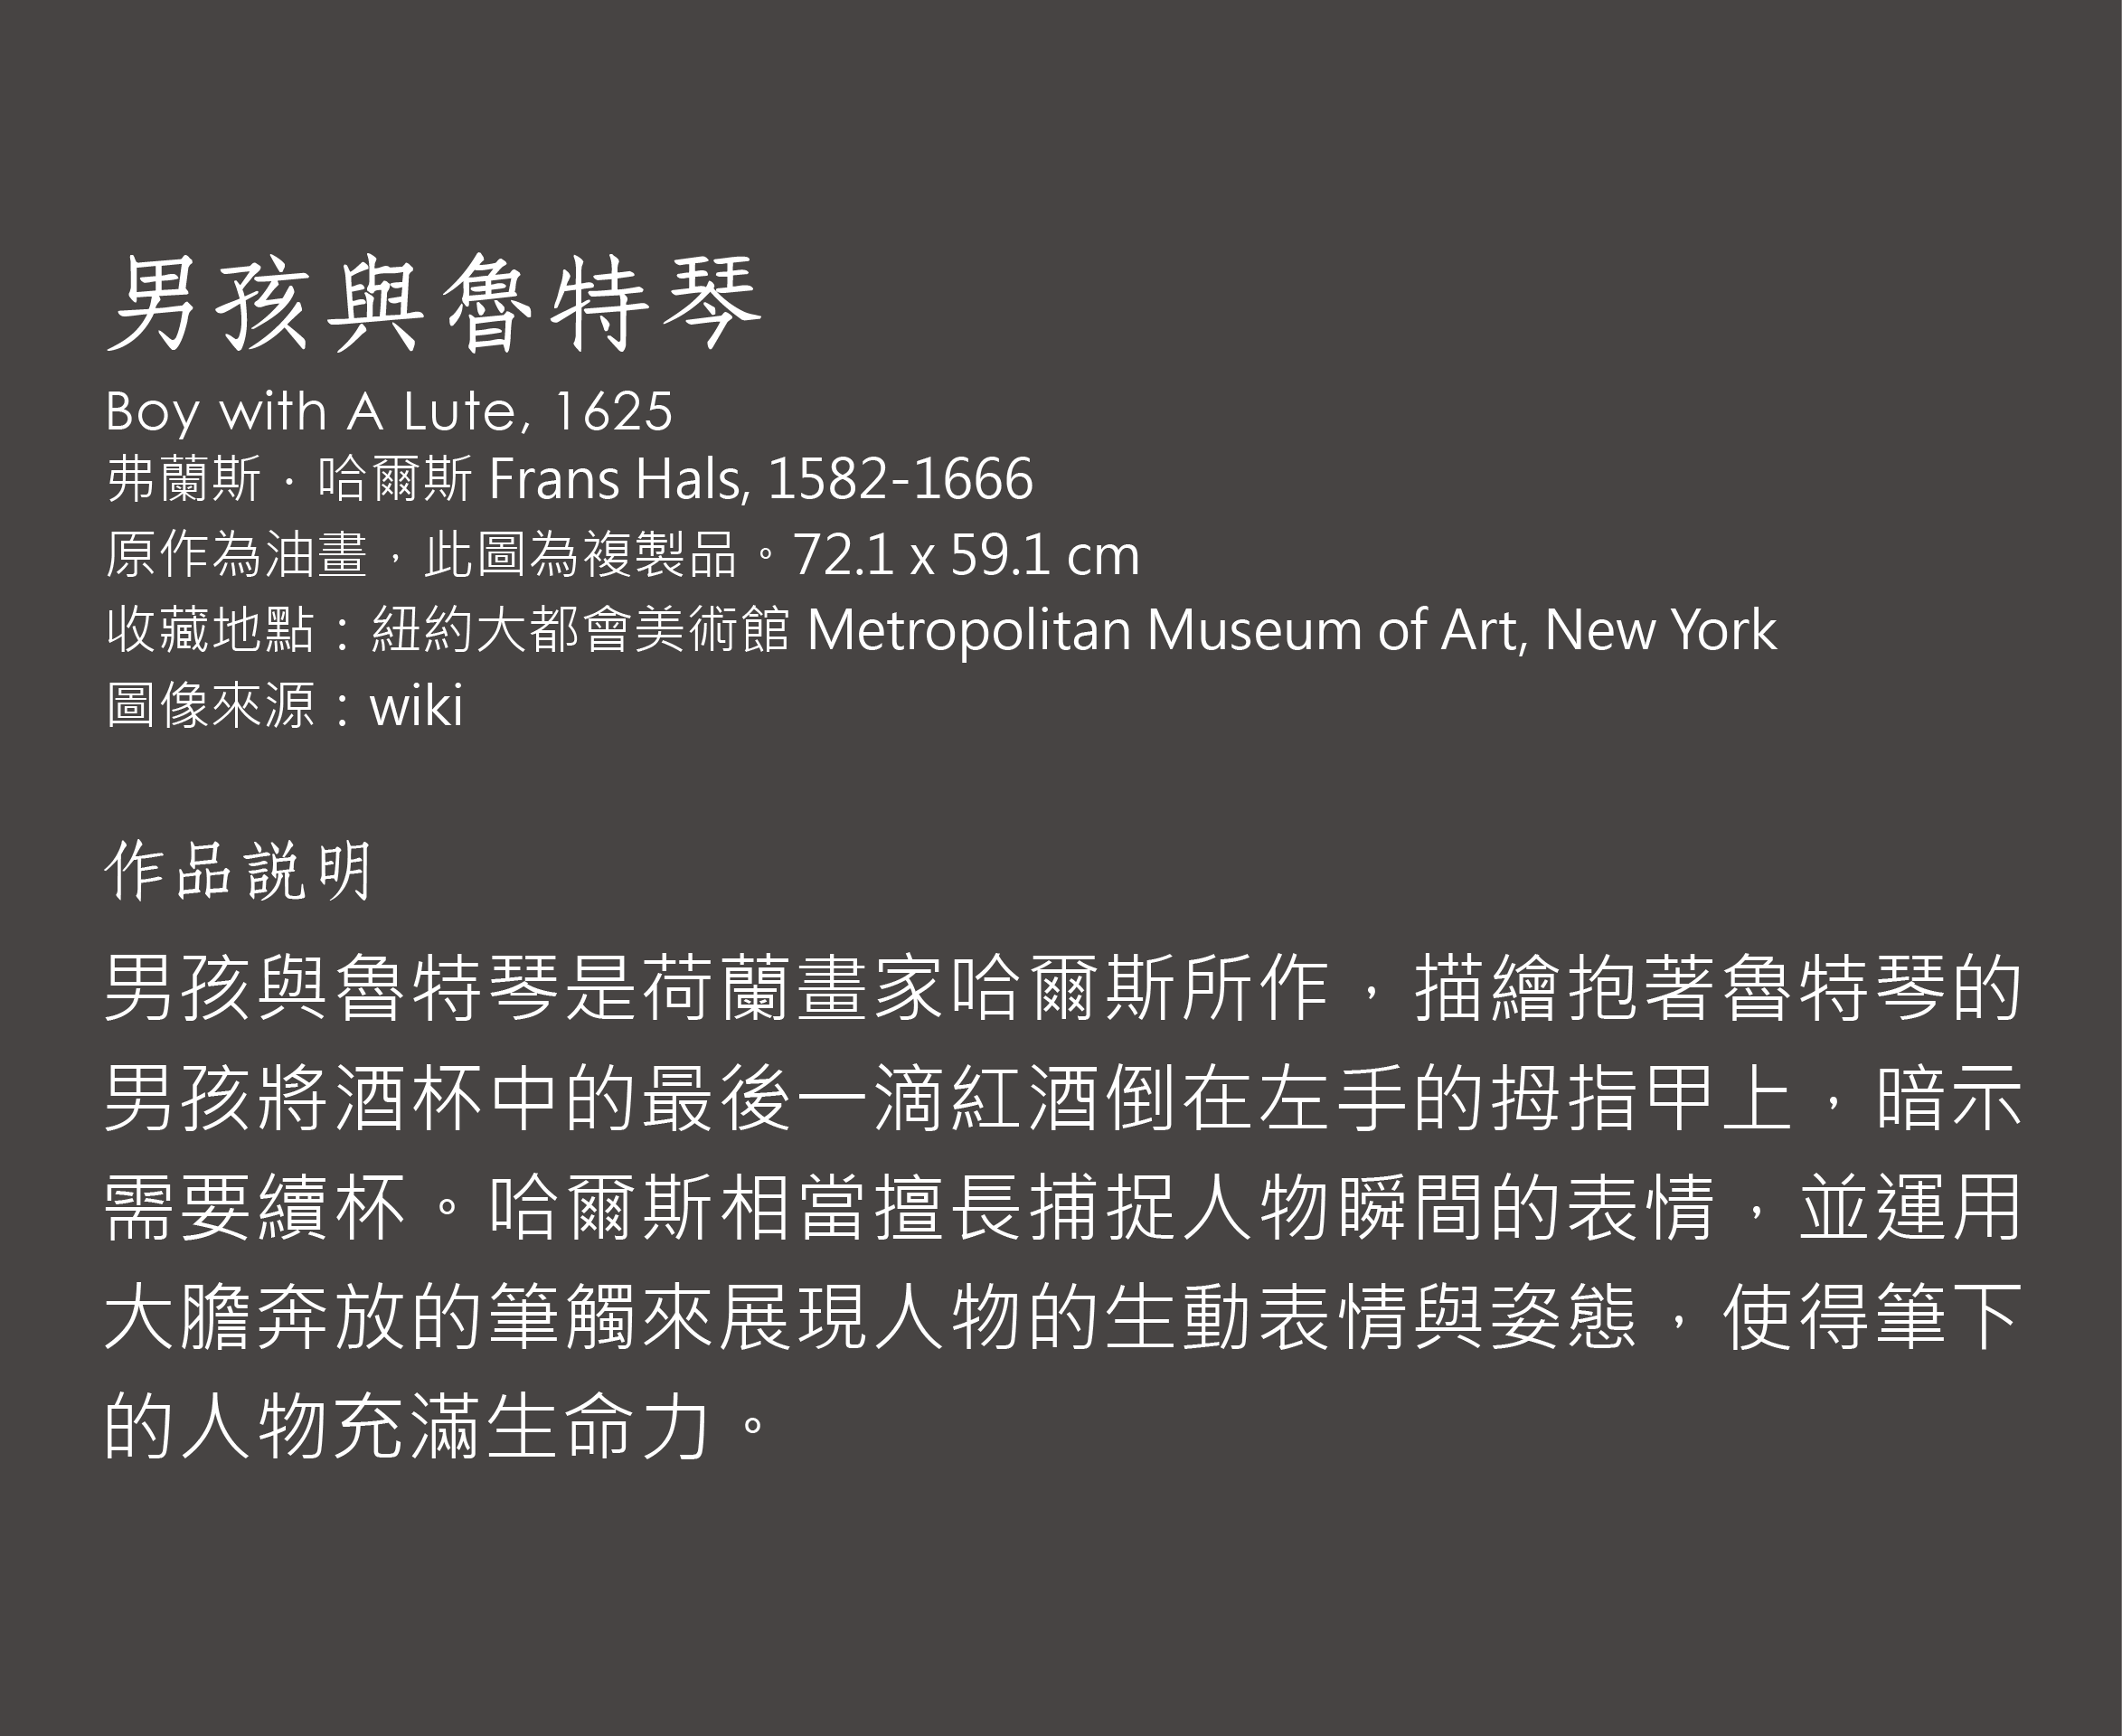 男孩與魯特琴
Boy with A Lute, 1625
弗蘭斯．哈爾斯 Frans Hals, 1582-1666
原作為油畫，此圖為複製品。72.1 x 59.1 cm
收藏地點：紐約大都會美術館 Metropolitan Museum of Art, New York
圖像來源：wiki
作品説明
男孩與魯特琴是荷蘭畫家哈爾斯所作，描繪抱著魯特琴的
男孩將酒杯中的最後一滴紅酒倒在左手的拇指甲上，暗示
需要續杯。哈爾斯相當擅長捕捉人物瞬間的表情，並運用
大膽奔放的筆觸來展現人物的生動表情與姿態，使得筆下
的人物充滿生命力。